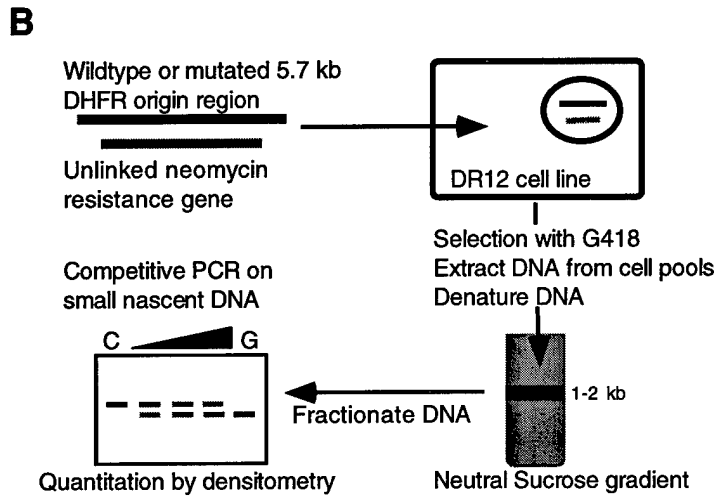 B
Wildtype or mutated 5.7 kb
DHFR origin region
Unlinked neomycin
resistance gene
DR12 cell line
Selection with G418
Extract DNA from cell pools
Denature DNA
1-2 kb
Neutral Sucrose gradient
Fractionate DNA
Competitive PCR on
small nascent DNA
C G
Quantitation by densitometry